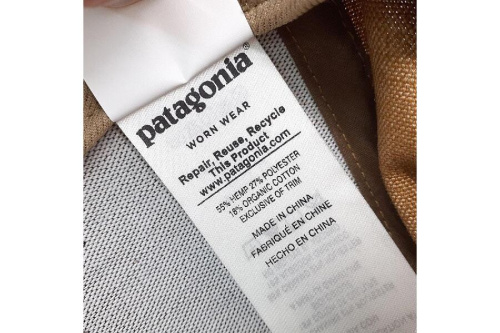 patagonia
WORN WEAR
Repair, Reuse, Recycle
This Product
www.patagonia.com
55% HEMP 27% POLYESTER
18% ORGANIC COTTON
EXCLUSIVE OF TRIM
MADE IN CHINA
FABRIQUÉ EN CHINE
HECHO EN CHINA